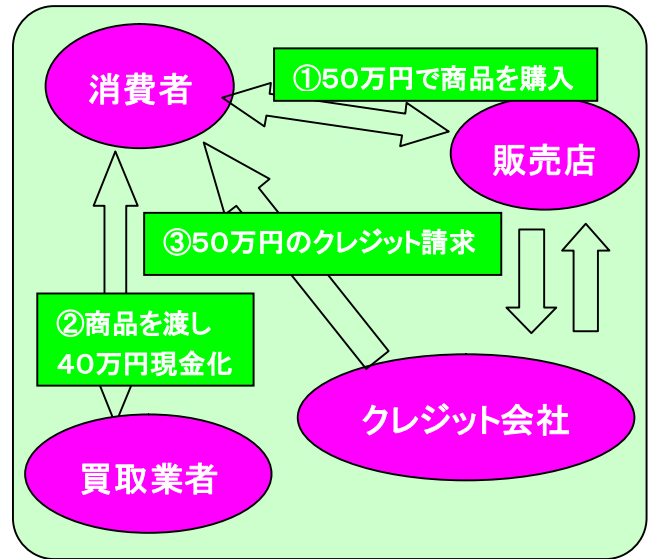 消費者
①５０万円で商品を購入
販売店
③５０万円のクレジット請求
②商品を渡し
４０万円現金化
クレジット会社
買取業者